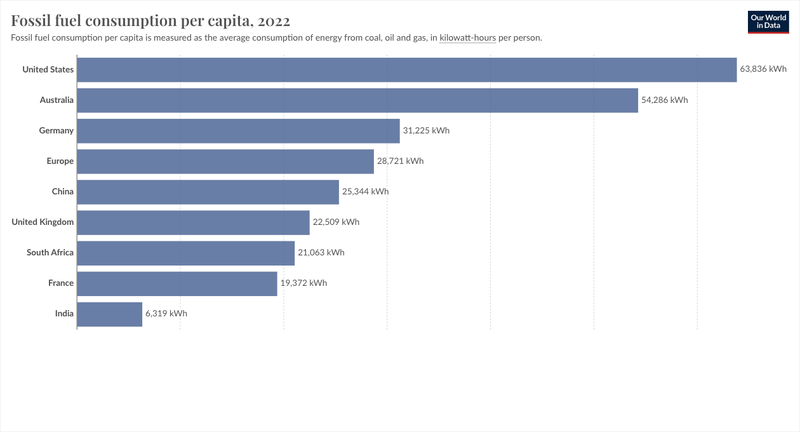 Fossil fuel consumption per capita, 2022
Our World
in Data
Fossil fuel consumption per capita is measured as the average consumption of energy from coal, oil and gas, in kilowatt-hours per person.
United States 63,836 kWh
Australia 54,286 kWh
Germany 31,225 kWh
Europe 28,721 kWh
China 25,344 kWh
United Kingdom 22,509 kWh
South Africa 21,063 kWh
France 19,372 kWh
India 6,319 kWh